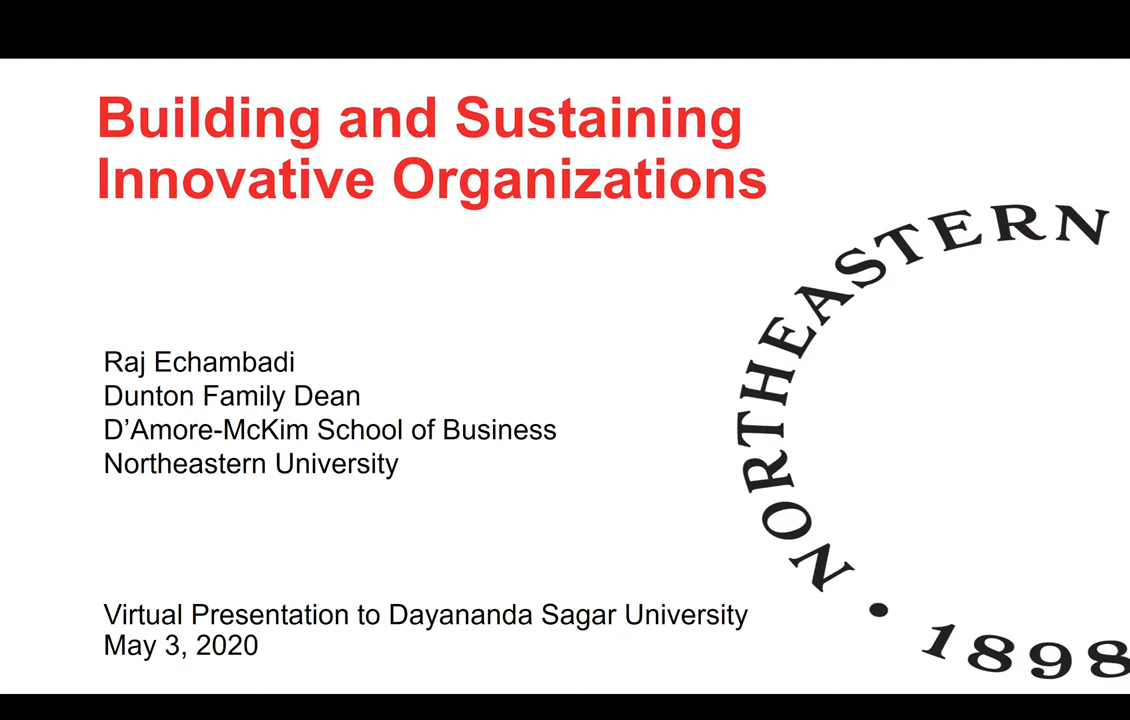 Building and Sustaining
Innovative Organizations
Raj Echambadi
Dunton Family Dean
D’Amore-McKim School of Business
Northeastern University
Virtual Presentation to Dayananda Sagar University
May 3, 2020
NORTHEASTERN
• 1898